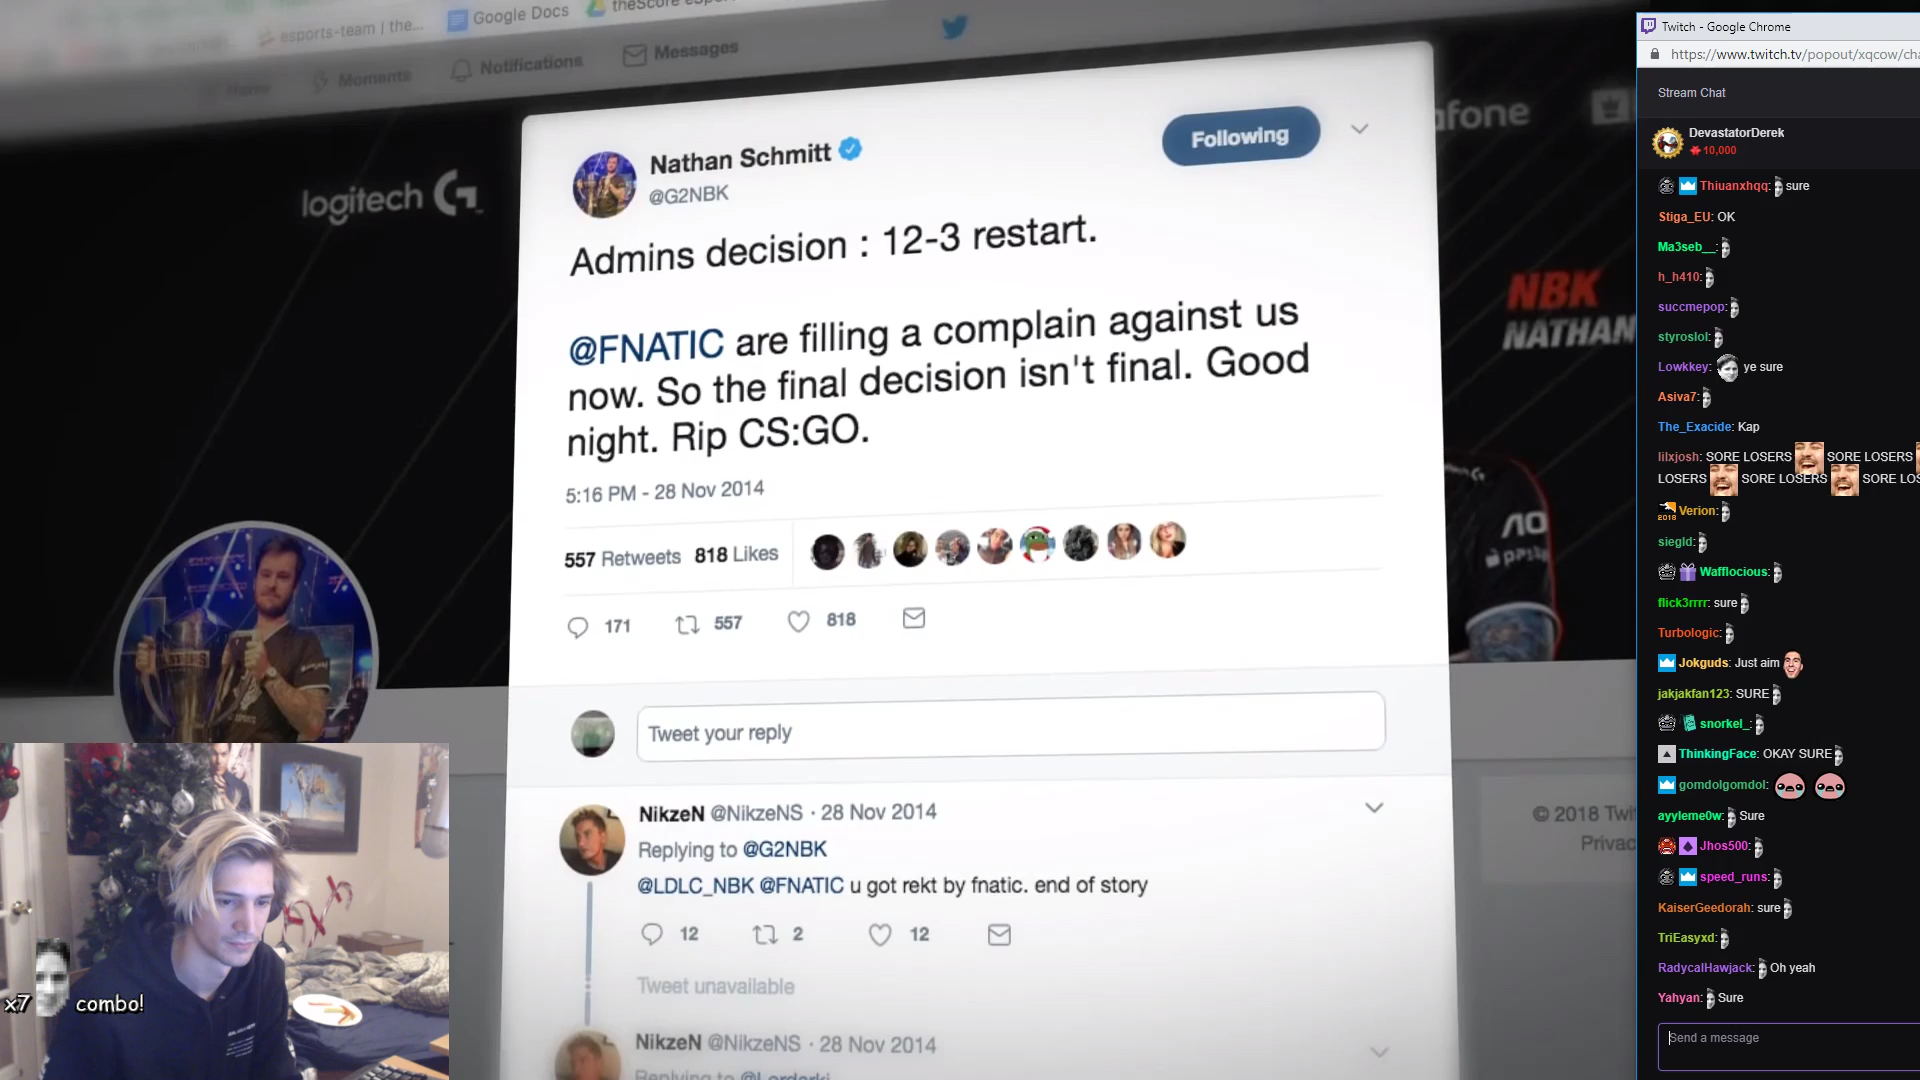 esports-team | the...
Google Docs
Home
Moments
Notifications
Messages
logitech G
Nathan Schmitt
@G2NBK
Following
Admins decision : 12-3 restart.
@FNATIC are filling a complain against us
now. So the final decision isn't final. Good
night. Rip CS:GO.
5:16 PM - 28 Nov 2014
557 Retweets 818 Likes
171 557 818
Tweet your reply
NikzeN @NikzeNS · 28 Nov 2014
Replying to @G2NBK
@LDLC_NBK @FNATIC u got rekt by fnatic. end of story
12 2 12
Tweet unavailable
NikzeN @NikzeNS · 28 Nov 2014
Replying to
NBK
NATHAN
© 2018
x7 combo!
Twitch - Google Chrome
https://www.twitch.tv/popout/xqcow/cha
Stream Chat
DevastatorDerek
10,000
Thiuanxhqq: sure
Stiga_EU: OK
Ma3seb__:
h_h410:
succmepop:
styroslol:
Lowkkey: ye sure
Asiva7:
The_Exacide: Kap
lilxjosh: SORE LOSERS SORE LOSERS
LOSERS SORE LOSERS SORE LOS
2018 Verion:
siegld:
Wafflocious:
flick3rrrr: sure
Turbologic:
Jokguds: Just aim
jakjakfan123: SURE
snorkel_:
ThinkingFace: OKAY SURE
gomdolgomdol:
ayyleme0w: Sure
Jhos500:
speed_runs:
KaiserGeedorah: sure
TriEasyxd:
RadycalHawjack: Oh yeah
Yahyan: Sure
Send a message